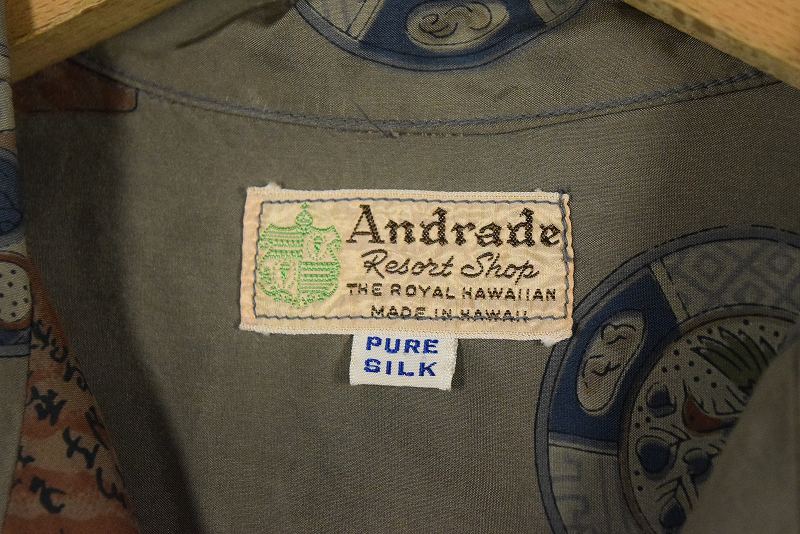 Andrade
Resort Shop
THE ROYAL HAWAIIAN
MADE IN HAWAII
PURE
SILK